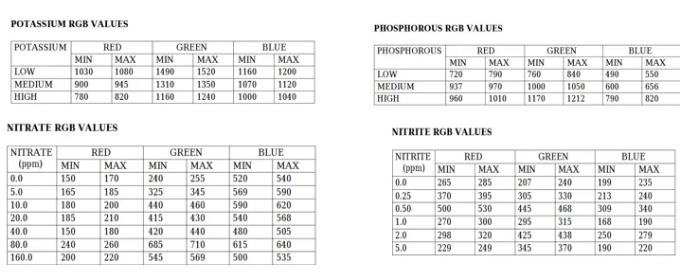 POTASSIUM RGB VALUES
POTASSIUM RED GREEN BLUE
MIN MAX MIN MAX MIN MAX
LOW 1030 1080 1490 1520 1160 1200
MEDIUM 900 945 1310 1350 1070 1120
HIGH 780 820 1160 1240 1000 1040
PHOSPHOROUS RGB VALUES
PHOSPHOROUS RED GREEN BLUE
MIN MAX MIN MAX MIN MAX
LOW 720 790 760 840 490 550
MEDIUM 937 970 1000 1050 600 656
HIGH 960 1010 1170 1212 790 820
NITRATE RGB VALUES
NITRATE RED GREEN BLUE
(ppm) MIN MAX MIN MAX MIN MAX
0.0 150 170 240 255 520 540
5.0 165 185 325 345 569 590
10.0 180 200 440 460 590 620
20.0 185 210 415 430 540 568
40.0 150 180 420 440 480 505
80.0 240 260 685 710 615 640
160.0 200 220 545 569 500 535
NITRITE RGB VALUES
NITRITE RED GREEN BLUE
(ppm) MIN MAX MIN MAX MIN MAX
0.0 265 285 207 240 199 235
0.25 370 395 305 330 213 240
0.50 500 530 445 468 309 340
1.0 270 300 295 315 168 190
2.0 298 320 425 438 250 279
5.0 229 249 345 370 190 220